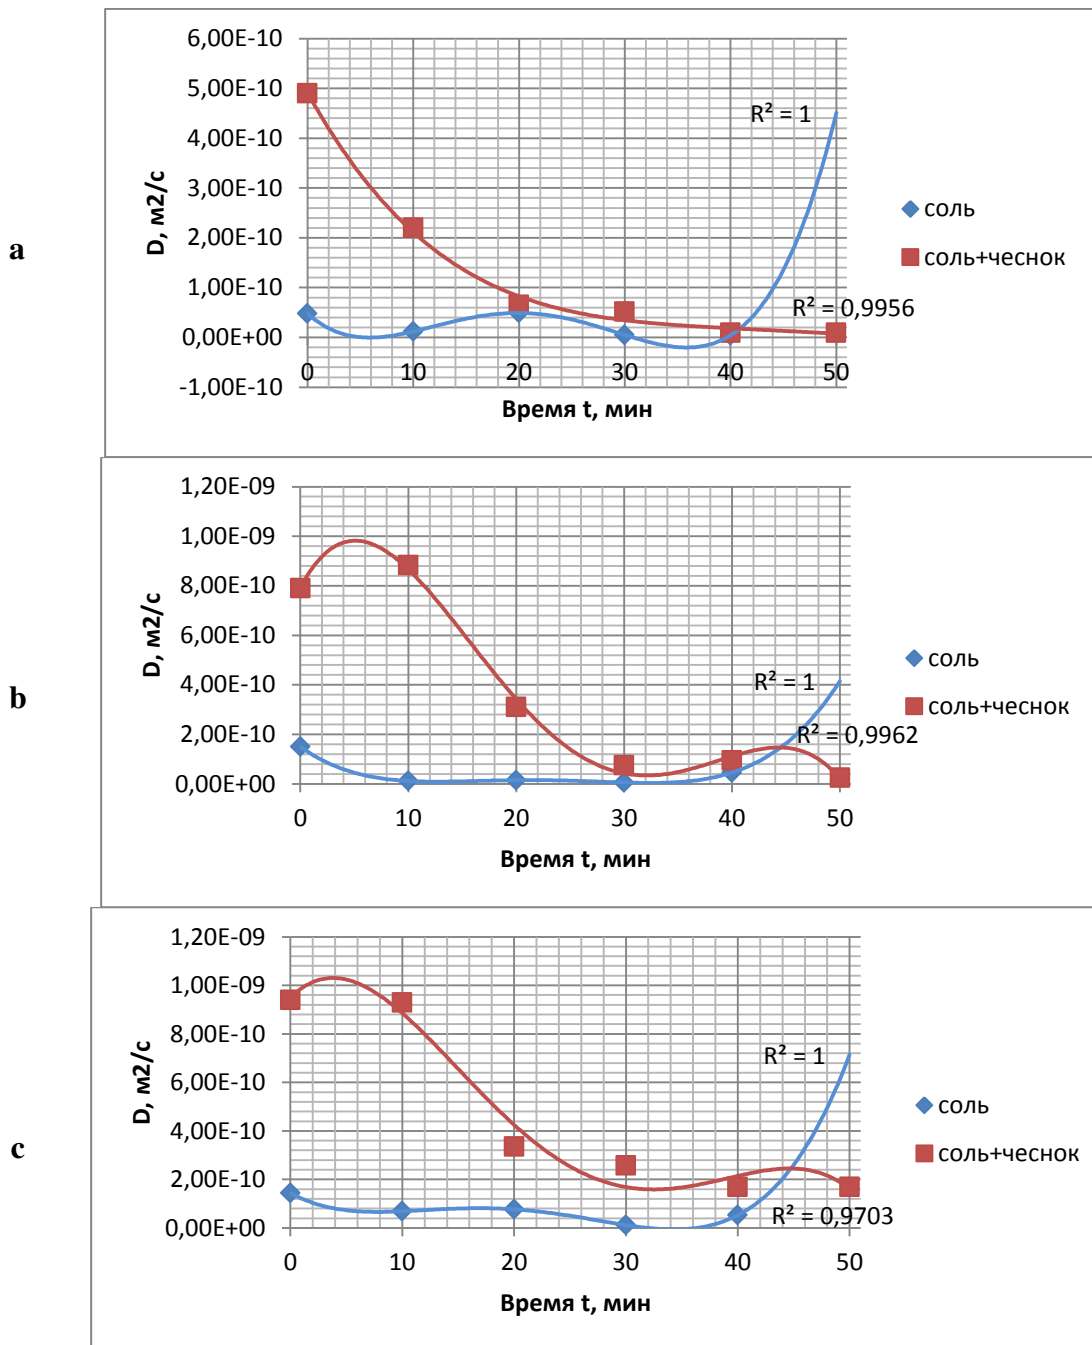 a
6,00E-10
5,00E-10
4,00E-10
3,00E-10
2,00E-10
1,00E-10
0,00E+00
-1,00E-10
D, м2/с
R² = 1
R² = 0,9956
0 10 20 30 40 50
Время t, мин
соль
соль+чеснок
b
1,20E-09
1,00E-09
8,00E-10
6,00E-10
4,00E-10
2,00E-10
0,00E+00
D, м2/с
R² = 1
R² = 0,9962
0 10 20 30 40 50
Время t, мин
соль
соль+чеснок
c
1,20E-09
1,00E-09
8,00E-10
6,00E-10
4,00E-10
2,00E-10
0,00E+00
D, м2/с
R² = 1
R² = 0,9703
0 10 20 30 40 50
Время t, мин
соль
соль+чеснок